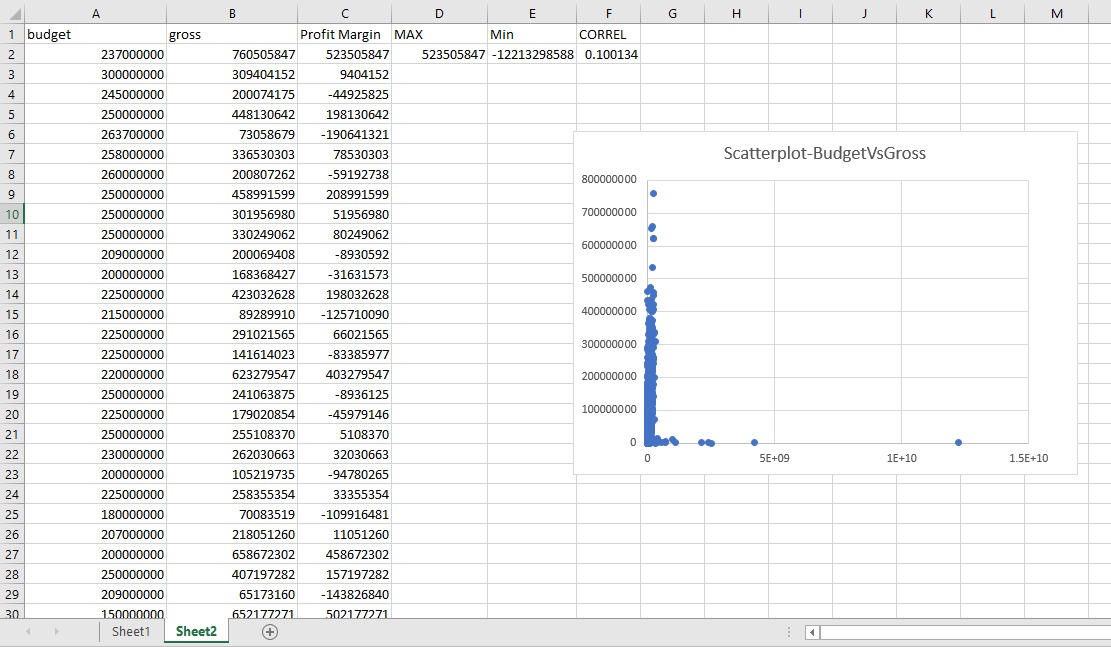 A B C D E F G H I J K L M
1 budget gross Profit Margin MAX Min CORREL
2 237000000 760505847 523505847 523505847 -12213298588 0.100134
3 300000000 309404152 9404152
4 245000000 200074175 -44925825
5 250000000 448130642 198130642
6 263700000 73058679 -190641321
7 258000000 336530303 78530303
8 260000000 200807262 -59192738
9 250000000 458991599 208991599
10 250000000 301956980 51956980
11 250000000 330249062 80249062
12 209000000 200069408 -8930592
13 200000000 168368427 -31631573
14 225000000 423032628 198032628
15 215000000 89289910 -125710090
16 225000000 291021565 66021565
17 225000000 141614023 -83385977
18 220000000 623279547 403279547
19 250000000 241063875 -8936125
20 225000000 179020854 -45979146
21 250000000 255108370 5108370
22 230000000 262030663 32030663
23 200000000 105219735 -94780265
24 225000000 258355354 33355354
25 180000000 70083519 -109916481
26 207000000 218051260 11051260
27 200000000 658672302 458672302
28 250000000 407197282 157197282
29 209000000 65173160 -143826840
30 150000000 652177271 502177271
Scatterplot-BudgetVsGross
800000000
700000000
600000000
500000000
400000000
300000000
200000000
100000000
0
0 5E+09 1E+10 1.5E+10
Sheet1 Sheet2